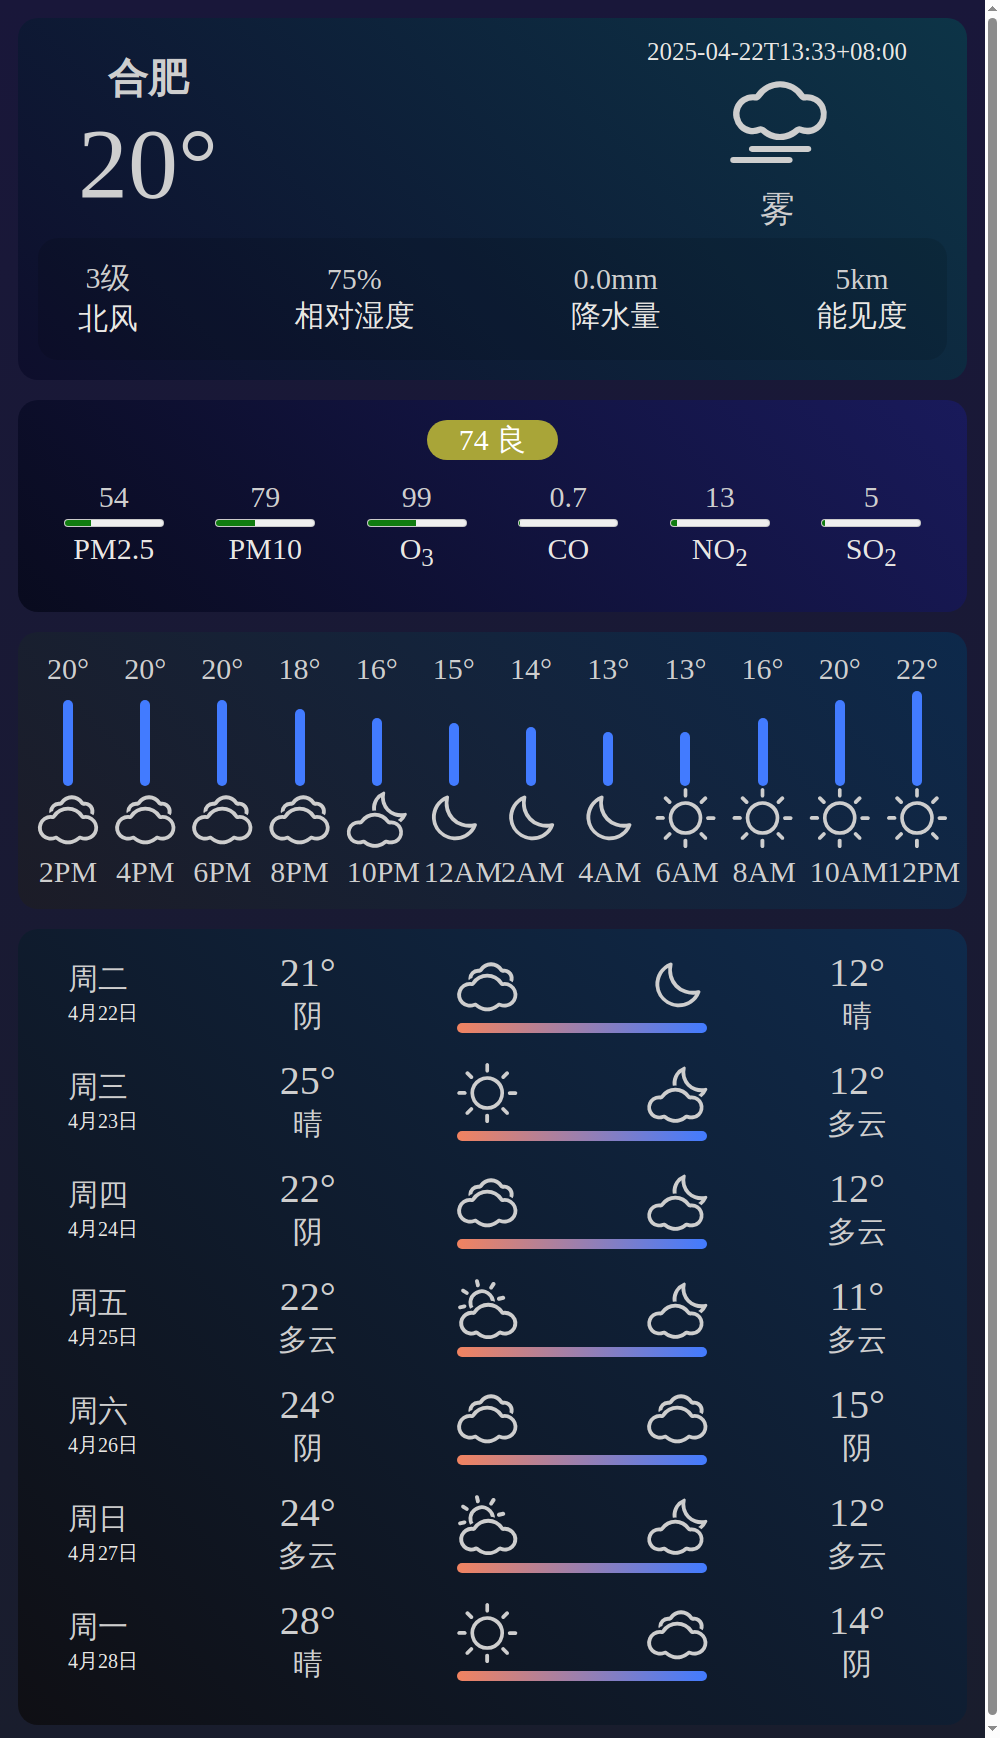 合肥
20°
2025-04-22T13:33+08:00
雾
3级 75% 0.0mm 5km
北风 相对湿度 降水量 能见度
74 良
54 79 99 0.7 13 5
PM2.5 PM10 O3 CO NO2 SO2
20° 20° 20° 18° 16° 15° 14° 13° 13° 16° 20° 22°
2PM 4PM 6PM 8PM 10PM 12AM 2AM 4AM 6AM 8AM 10AM 12PM
周二 21° 12°
4月22日 阴 晴
周三 25° 12°
4月23日 晴 多云
周四 22° 12°
4月24日 阴 多云
周五 22° 11°
4月25日 多云 多云
周六 24° 15°
4月26日 阴 阴
周日 24° 12°
4月27日 多云 多云
周一 28° 14°
4月28日 晴 阴